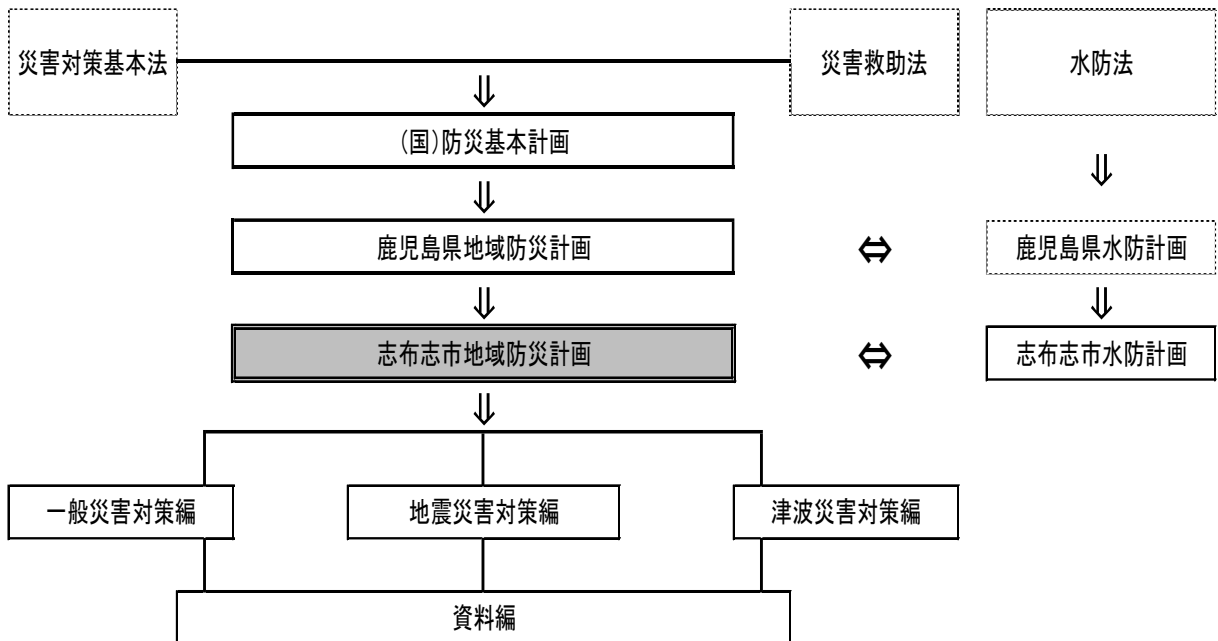 災害対策基本法
災害救助法
水防法
⇓
(国)防災基本計画
⇓
⇓
鹿児島県地域防災計画
⇔
鹿児島県水防計画
⇓
⇓
志布志市地域防災計画
⇔
志布志市水防計画
⇓
一般災害対策編
地震災害対策編
津波災害対策編
資料編